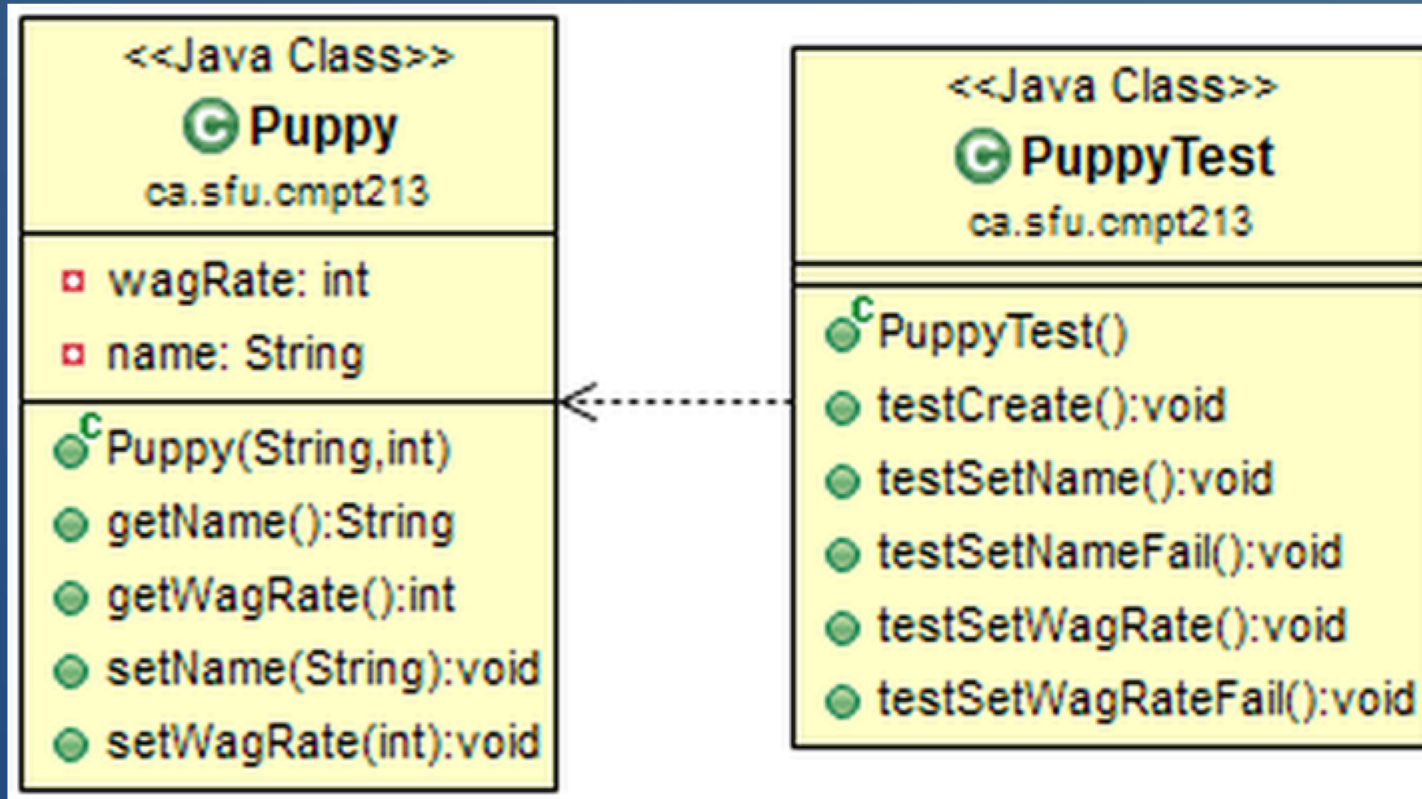 <<Java Class>>
C Puppy
ca.sfu.cmpt213
wagRate: int
name: String
C Puppy(String,int)
getName():String
getWagRate():int
setName(String):void
setWagRate(int):void
<<Java Class>>
C PuppyTest
ca.sfu.cmpt213
C PuppyTest()
testCreate():void
testSetName():void
testSetNameFail():void
testSetWagRate():void
testSetWagRateFail():void